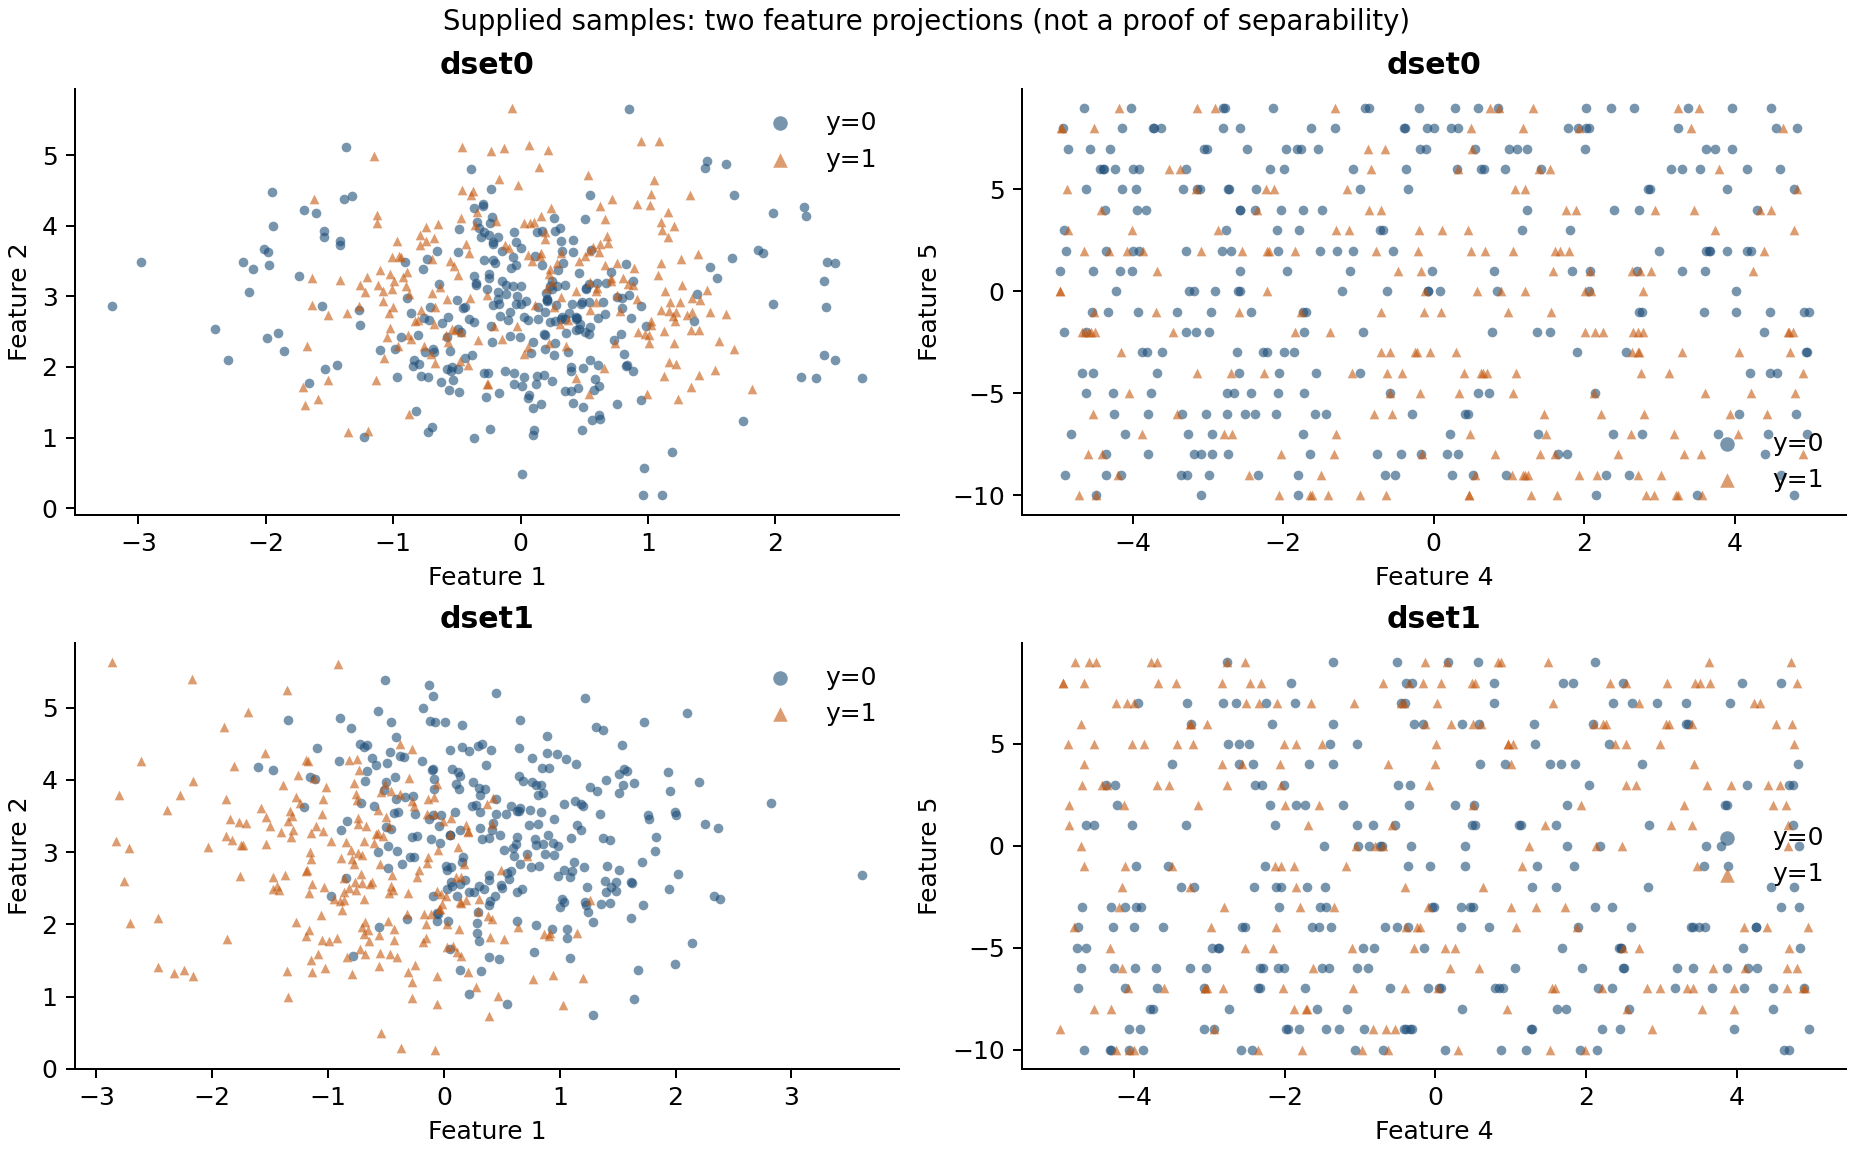 Supplied samples: two feature projections (not a proof of separability)
dset0
y=0
y=1
5
4
3
2
1
0
Feature 2
−3
−2
−1
0
1
2
Feature 1
dset0
y=0
y=1
5
0
−5
−10
Feature 5
−4
−2
0
2
4
Feature 4
dset1
y=0
y=1
5
4
3
2
1
0
Feature 2
−3
−2
−1
0
1
2
3
Feature 1
dset1
y=0
y=1
5
0
−5
−10
Feature 5
−4
−2
0
2
4
Feature 4